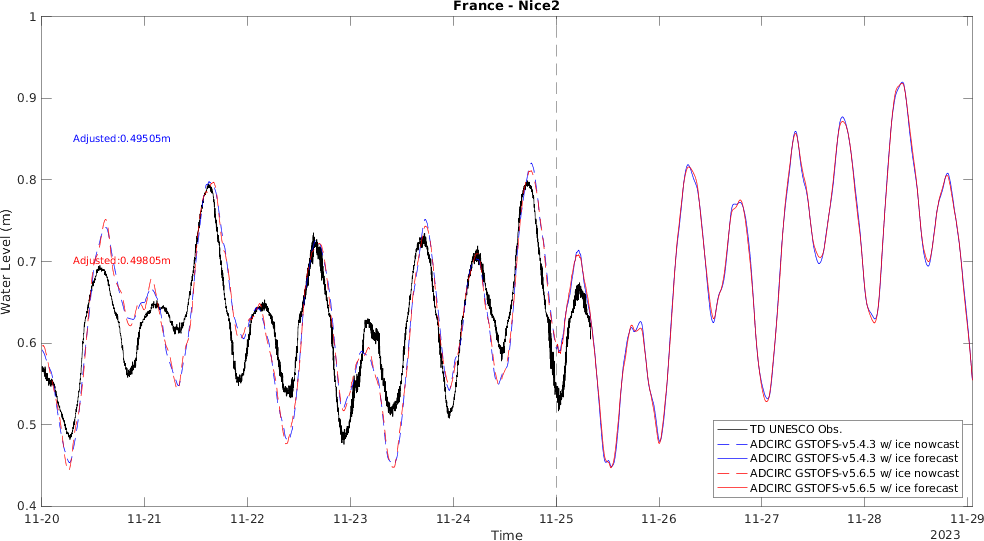 France - Nice2
Water Level (m)
1
0.9
0.8
0.7
0.6
0.5
0.4
Adjusted:0.49505m
Adjusted:0.49805m
TD UNESCO Obs.
ADCIRC GSTOFS-v5.4.3 w/ ice nowcast
ADCIRC GSTOFS-v5.4.3 w/ ice forecast
ADCIRC GSTOFS-v5.6.5 w/ ice nowcast
ADCIRC GSTOFS-v5.6.5 w/ ice forecast
11-20 11-21 11-22 11-23 11-24 11-25 11-26 11-27 11-28 11-29
Time
2023